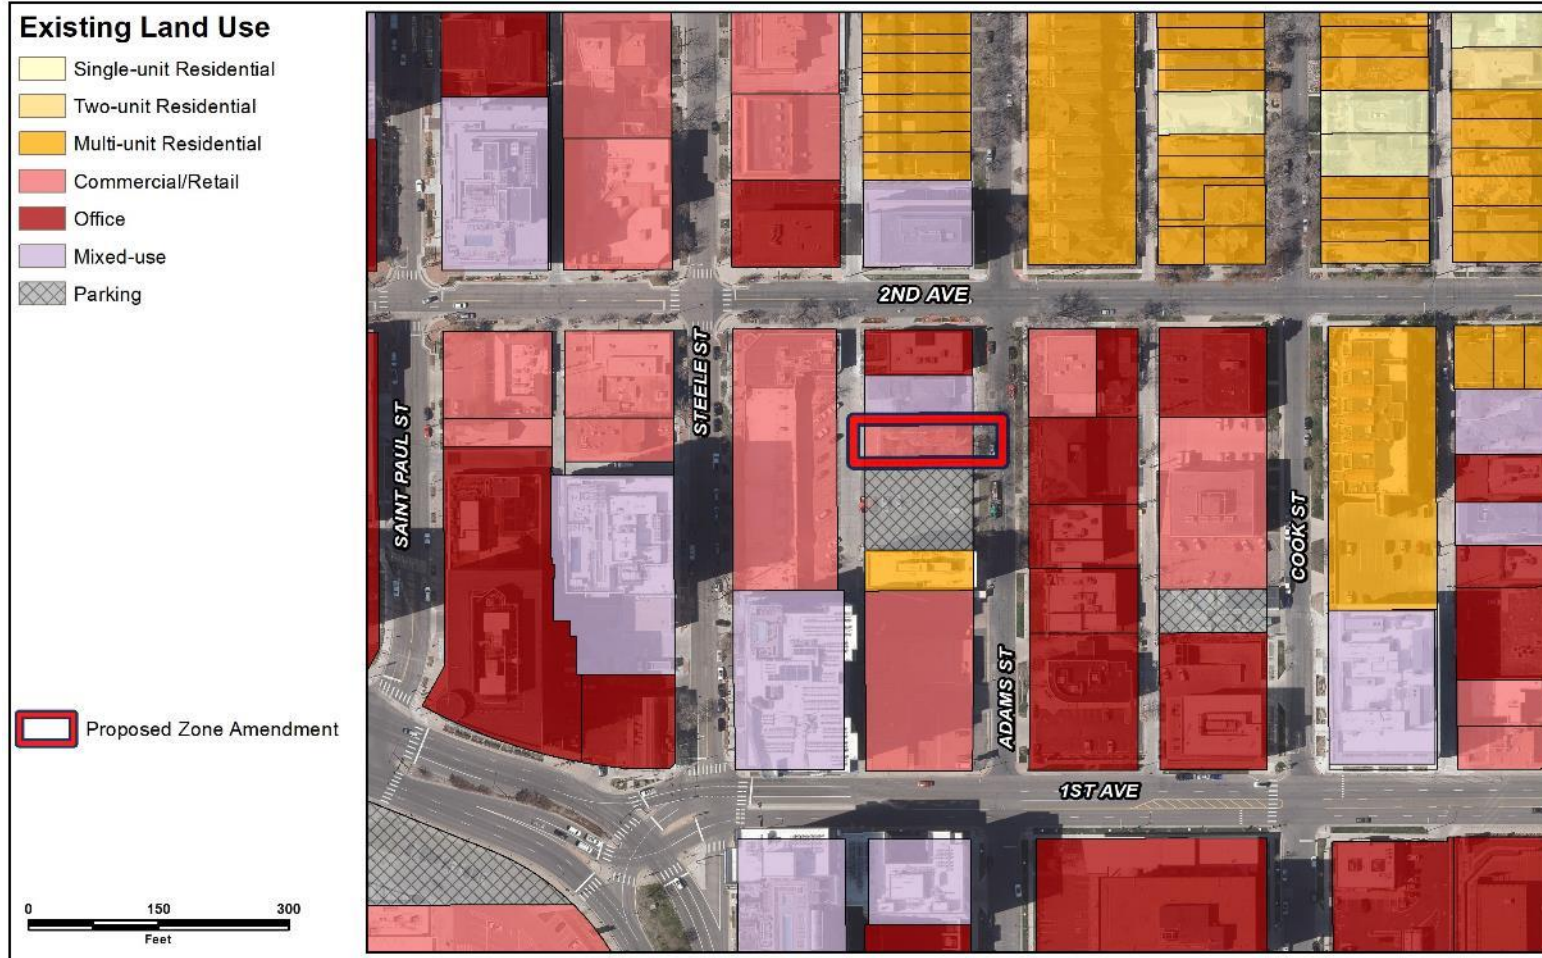 Existing Land Use
Single-unit Residential
Two-unit Residential
Multi-unit Residential
Commercial/Retail
Office
Mixed-use
Parking
Proposed Zone Amendment
0 150 300
Feet
2ND AVE
SAINT PAUL ST
STEELE ST
ADAMS ST
COOK ST
1ST AVE